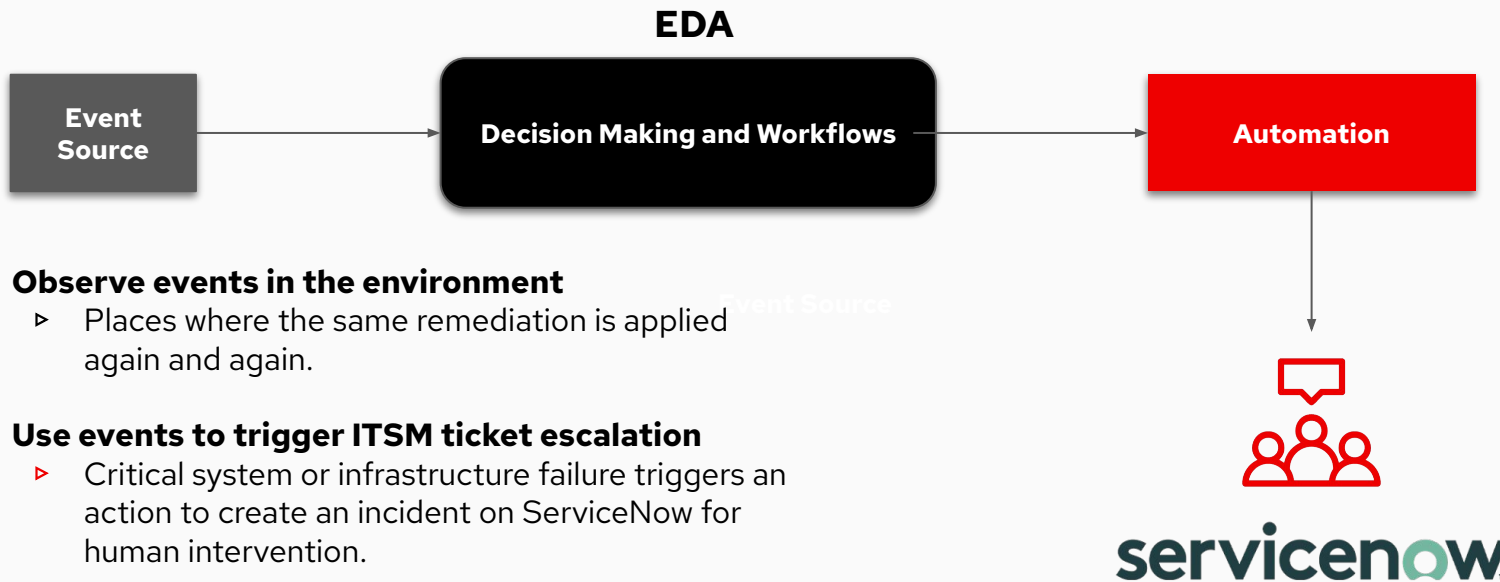 EDA
Event
Source
Decision Making and Workflows
Automation
Observe events in the environment
Event Source
▹ Places where the same remediation is applied
again and again.
Use events to trigger ITSM ticket escalation
▹ Critical system or infrastructure failure triggers an
action to create an incident on ServiceNow for
human intervention.
servicenow